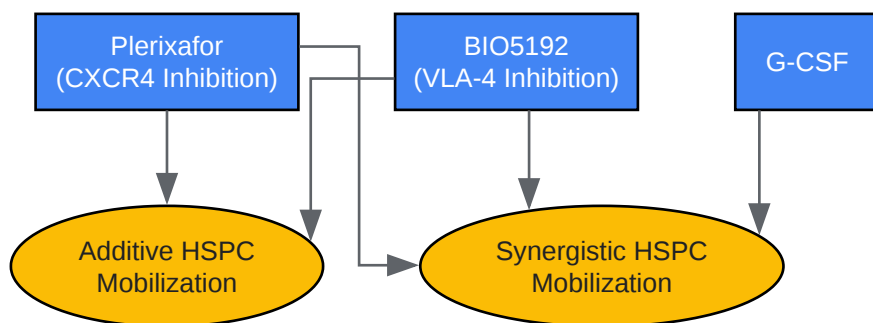 Plerixafor
(CXCR4 Inhibition)
BIO5192
(VLA-4 Inhibition)
G-CSF
Additive HSPC
Mobilization
Synergistic HSPC
Mobilization